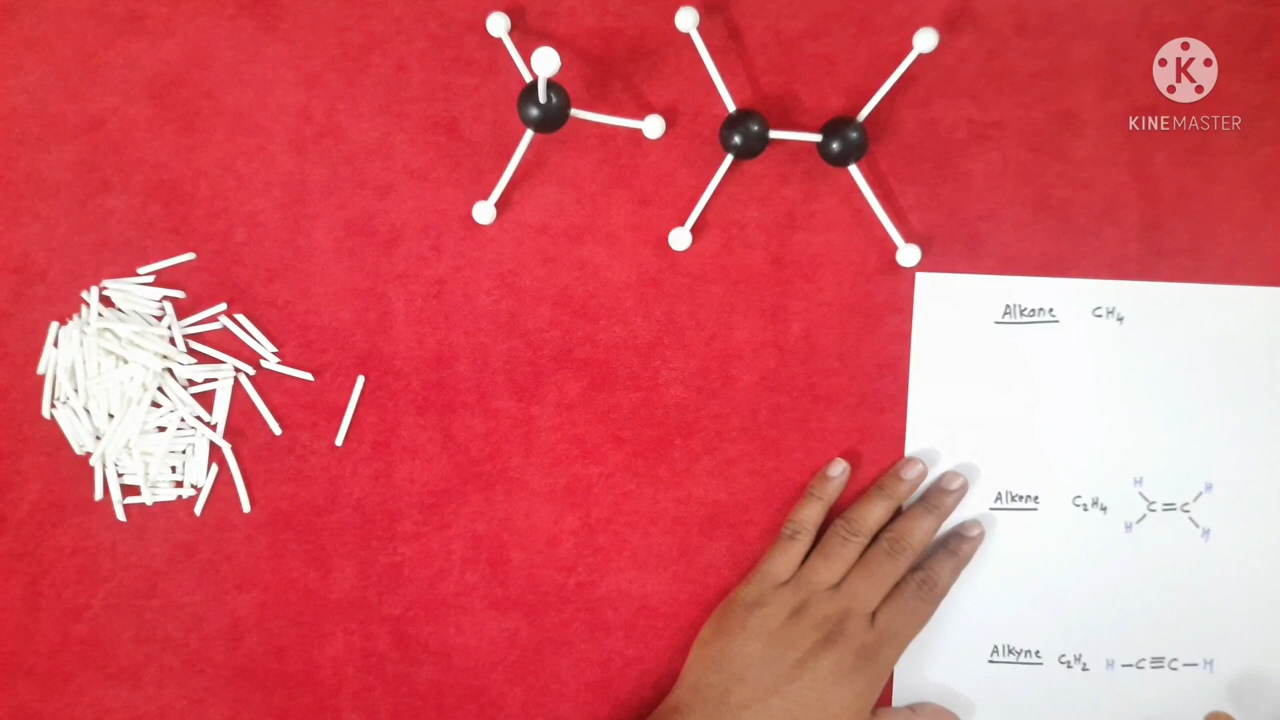 K
KINEMASTER
Alkane CH₄
Alkene C₂H₄
H H
C=C
H H
Alkyne C₂H₂ H-C≡C-H